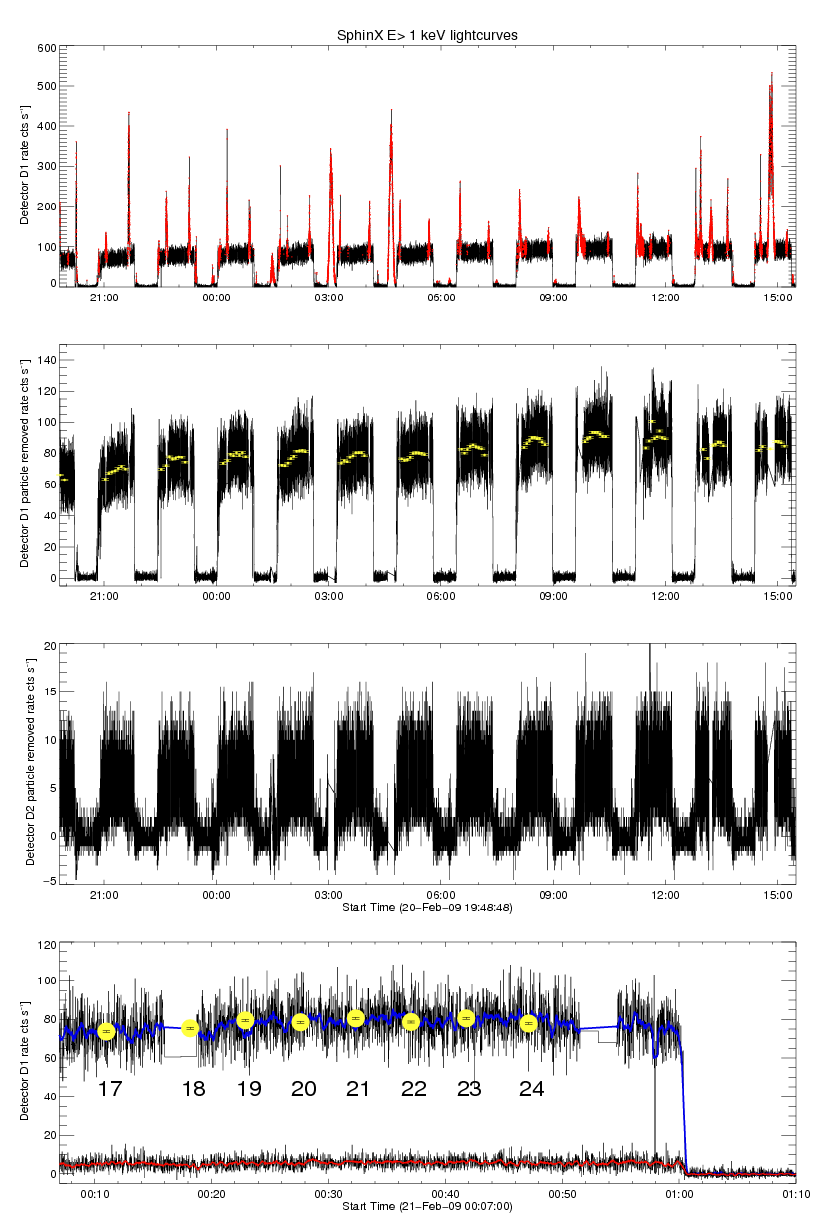 SphinX E> 1 keV lightcurves
Detector D1 rate cts s⁻¹]
600
500
400
300
200
100
0
21:00 00:00 03:00 06:00 09:00 12:00 15:00
Detector D1 particle removed rate cts s⁻¹]
140
120
100
80
60
40
20
0
21:00 00:00 03:00 06:00 09:00 12:00 15:00
Detector D2 particle removed rate cts s⁻¹]
20
15
10
5
0
−5
21:00 00:00 03:00 06:00 09:00 12:00 15:00
Start Time (20−Feb−09 19:48:48)
Detector D1 rate cts s⁻¹]
120
100
80
60
40
20
0
17 18 19 20 21 22 23 24
00:10 00:20 00:30 00:40 00:50 01:00 01:10
Start Time (21−Feb−09 00:07:00)